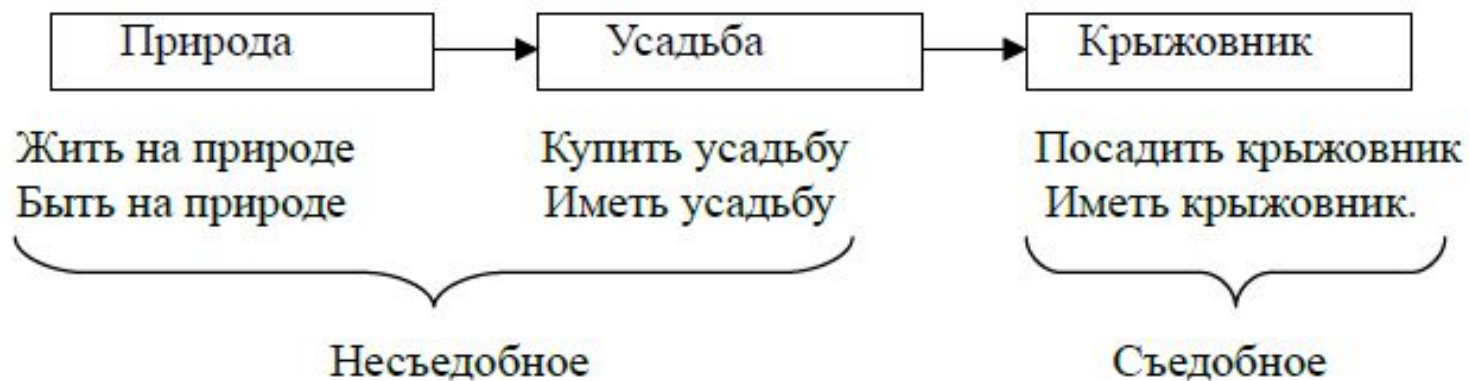 Природа Усадьба Крыжовник
Жить на природе Купить усадьбу Посадить крыжовник
Быть на природе Иметь усадьбу Иметь крыжовник.
Несъедобное Съедобное